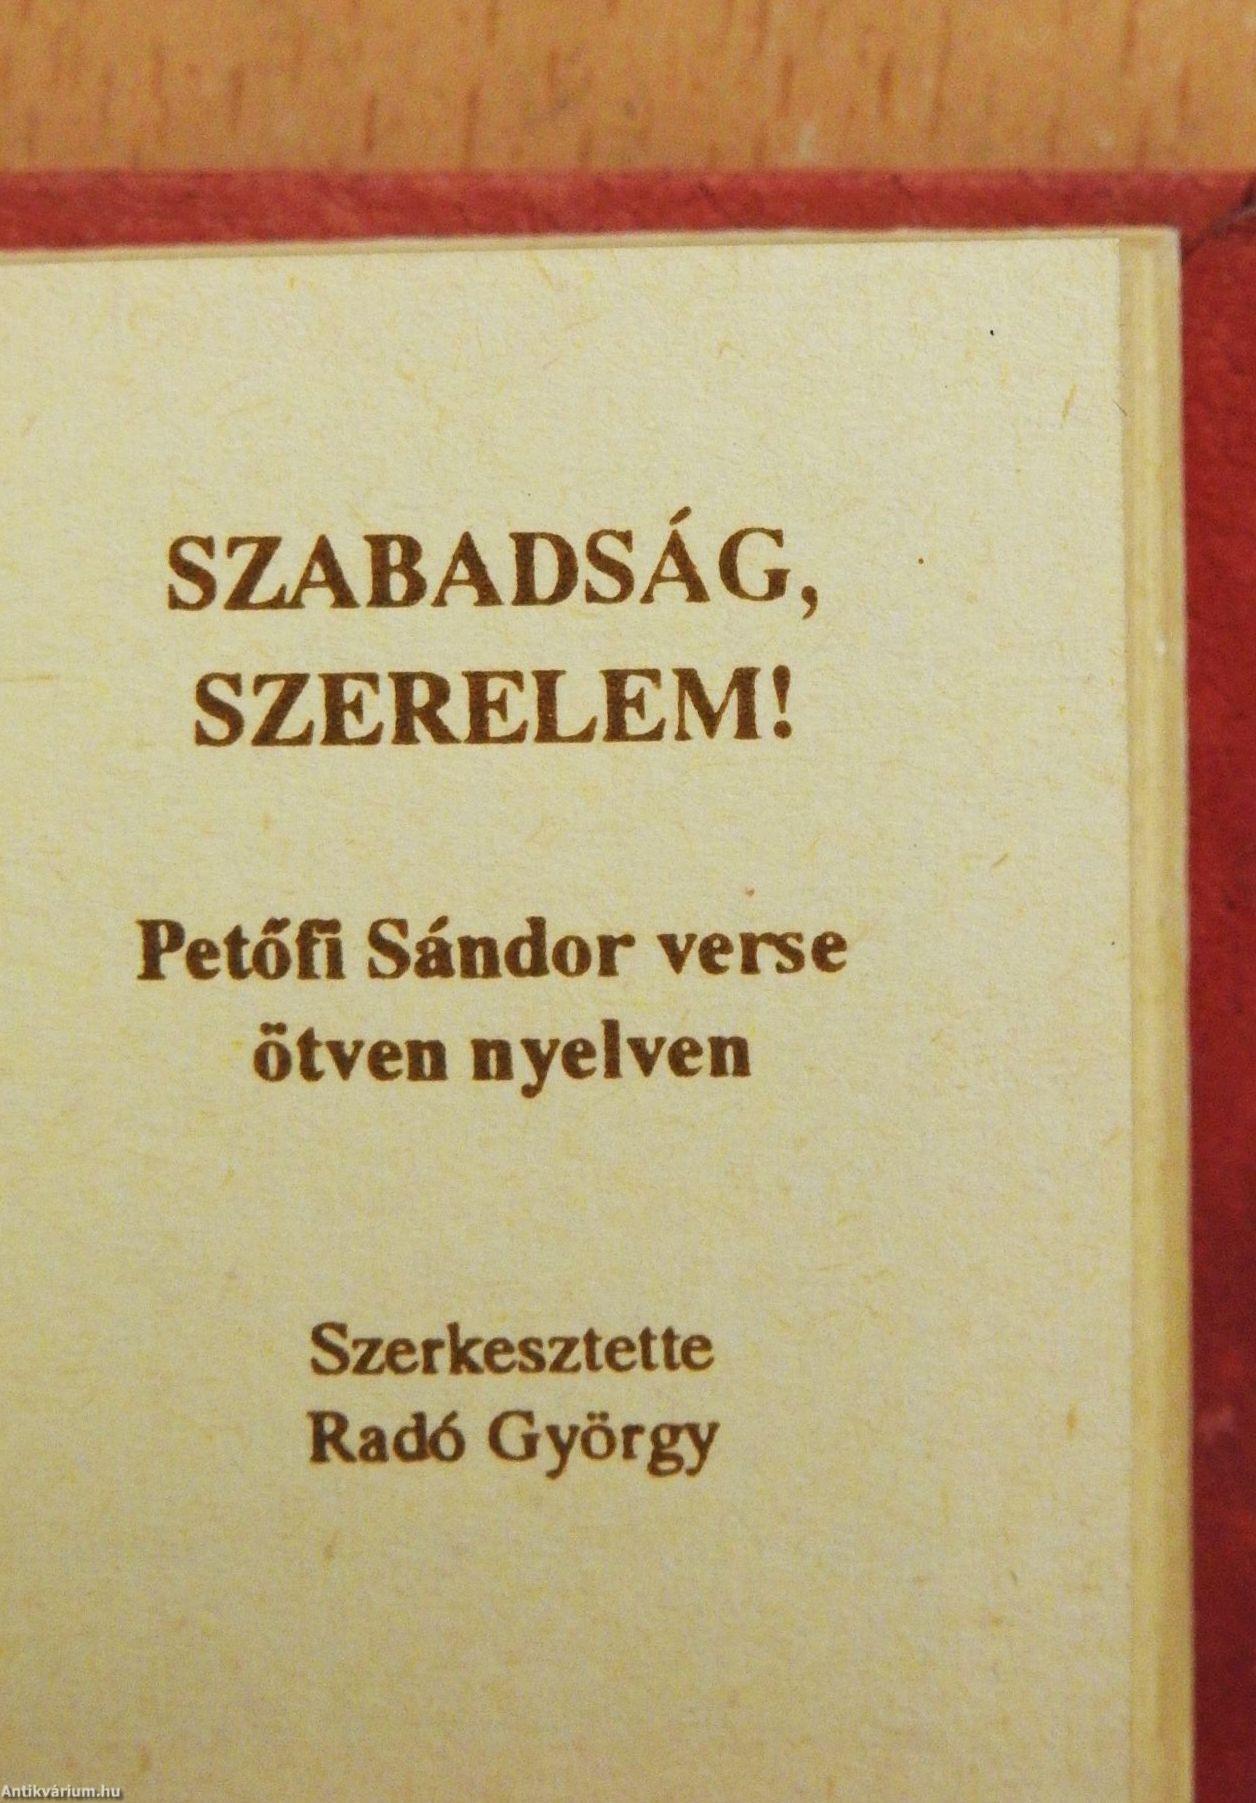 SZABADSÁG,
SZERELEM!
Petőfi Sándor verse
ötven nyelven
Szerkesztette
Radó György
Antikvárium.hu